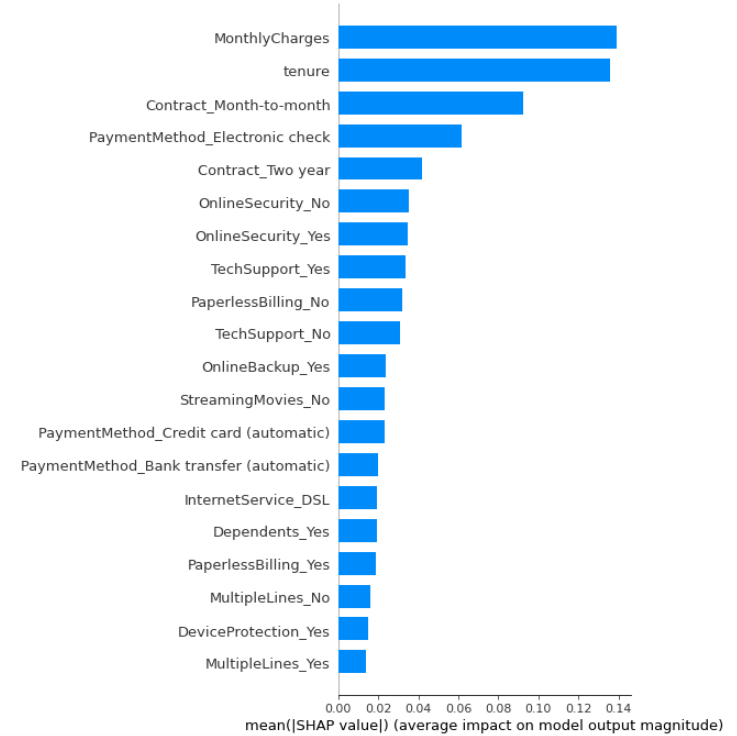 MonthlyCharges
tenure
Contract_Month-to-month
PaymentMethod_Electronic check
Contract_Two year
OnlineSecurity_No
OnlineSecurity_Yes
TechSupport_Yes
PaperlessBilling_No
TechSupport_No
OnlineBackup_Yes
StreamingMovies_No
PaymentMethod_Credit card (automatic)
PaymentMethod_Bank transfer (automatic)
InternetService_DSL
Dependents_Yes
PaperlessBilling_Yes
MultipleLines_No
DeviceProtection_Yes
MultipleLines_Yes
0.00 0.02 0.04 0.06 0.08 0.10 0.12 0.14
mean(|SHAP value|) (average impact on model output magnitude)